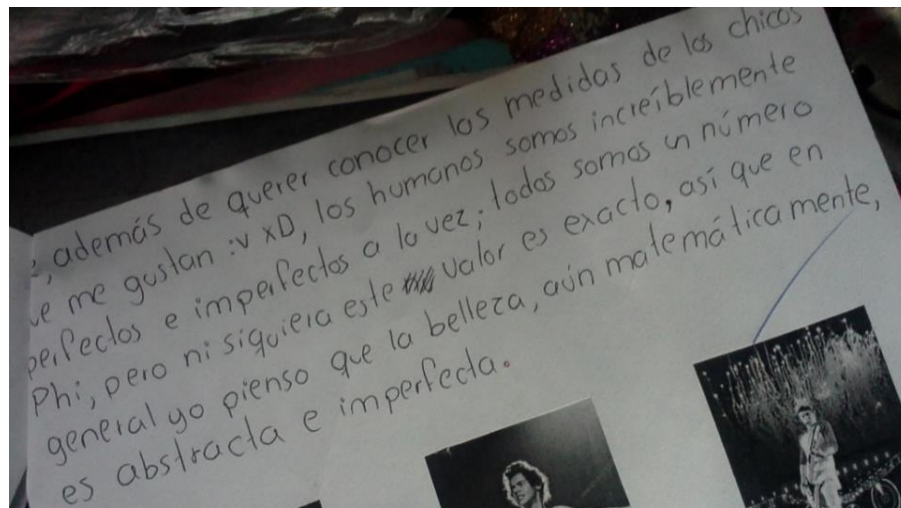 , además de querer conocer las medidas de los chicos
me gustan :v xD, los humanos somos increíblemente
perfectos e imperfectos a la vez; todos somos un número
Phi, pero ni siquiera este valor es exacto, así que en
general yo pienso que la belleza, aún matemáticamente,
es abstracta e imperfecta.